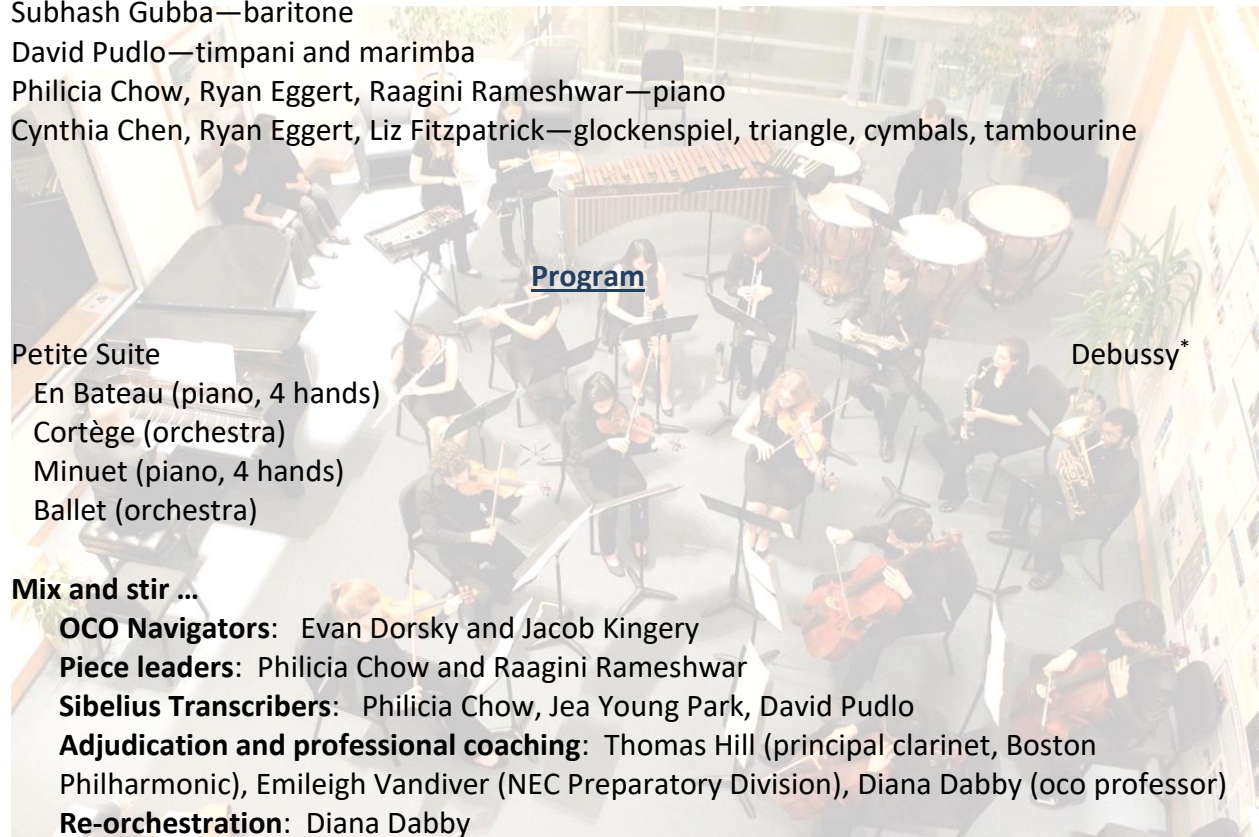 Subhash Gubba—baritone
David Pudlo—timpani and marimba
Philicia Chow, Ryan Eggert, Raagini Rameshwar—piano
Cynthia Chen, Ryan Eggert, Liz Fitzpatrick—glockenspiel, triangle, cymbals, tambourine
Program
Petite Suite Debussy*
En Bateau (piano, 4 hands)
Cortège (orchestra)
Minuet (piano, 4 hands)
Ballet (orchestra)
Mix and stir …
OCO Navigators: Evan Dorsky and Jacob Kingery
Piece leaders: Philicia Chow and Raagini Rameshwar
Sibelius Transcribers: Philicia Chow, Jea Young Park, David Pudlo
Adjudication and professional coaching: Thomas Hill (principal clarinet, Boston
Philharmonic), Emileigh Vandiver (NEC Preparatory Division), Diana Dabby (oco professor)
Re-orchestration: Diana Dabby